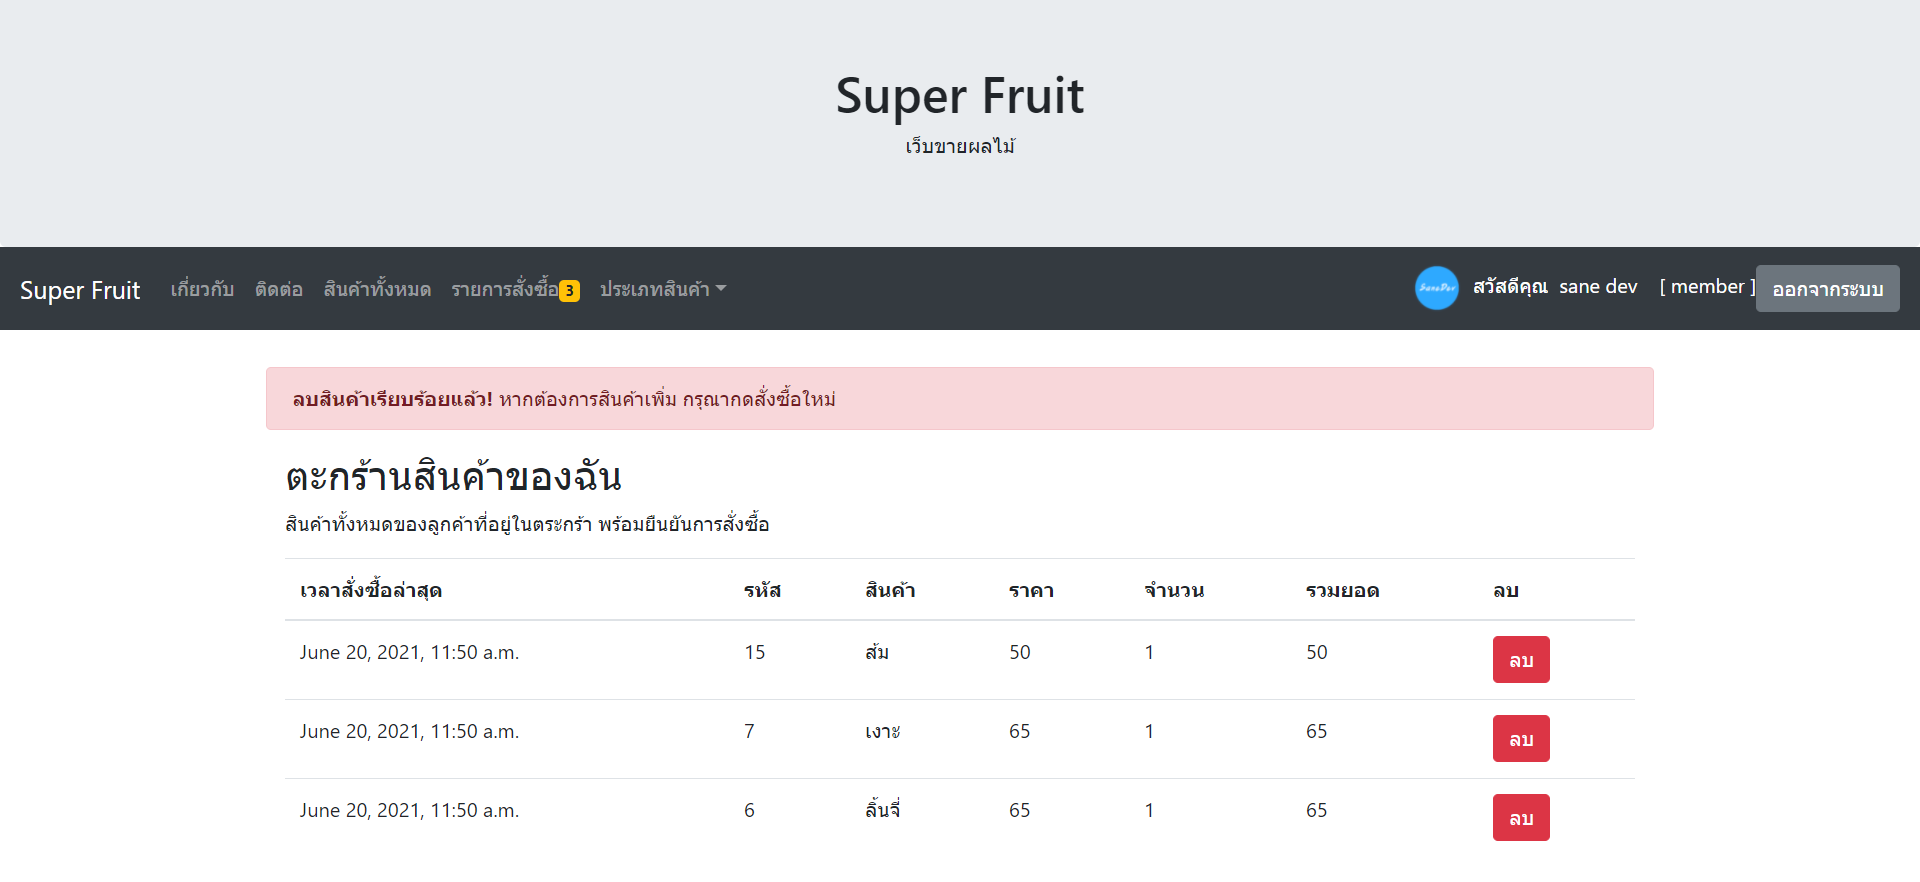 Super Fruit
เว็บขายผลไม้
Super Fruit เกี่ยวกับ ติดต่อ สินค้าทั้งหมด รายการสั่งซื้อ3 ประเภทสินค้า SaneDev สวัสดีคุณ sane dev [ member ] ออกจากระบบ
ลบสินค้าเรียบร้อยแล้ว! หากต้องการสินค้าเพิ่ม กรุณากดสั่งซื้อใหม่
ตะกร้านสินค้าของฉัน
สินค้าทั้งหมดของลูกค้าที่อยู่ในตระกร้า พร้อมยืนยันการสั่งซื้อ
เวลาสั่งซื้อล่าสุด รหัส สินค้า ราคา จำนวน รวมยอด ลบ
June 20, 2021, 11:50 a.m. 15 ส้ม 50 1 50 ลบ
June 20, 2021, 11:50 a.m. 7 เงาะ 65 1 65 ลบ
June 20, 2021, 11:50 a.m. 6 ลิ้นจี่ 65 1 65 ลบ